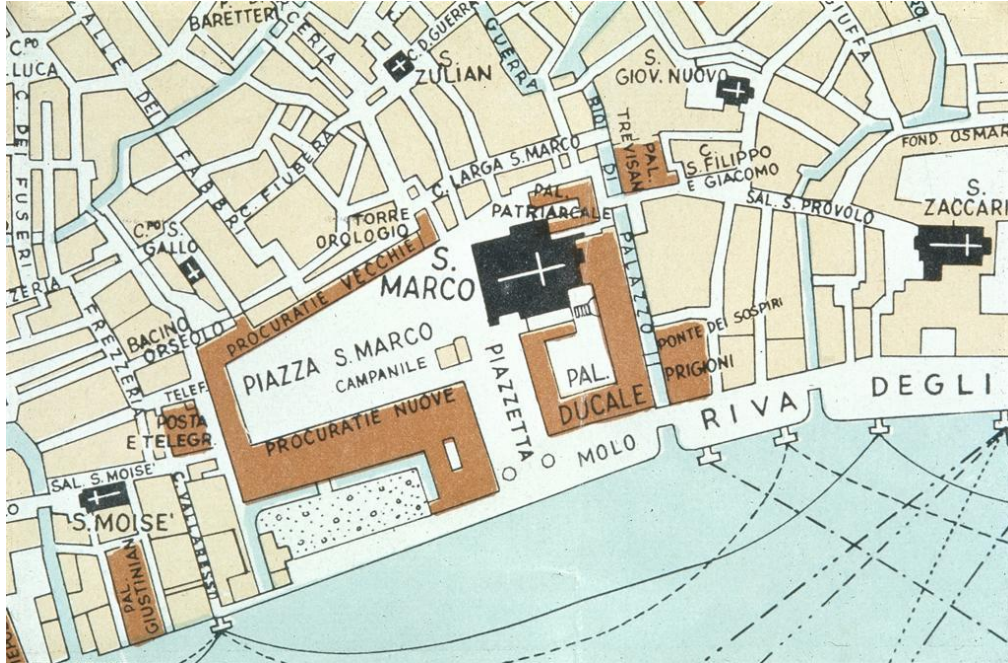 BARETTERI
C.PO
LUCA
C. DE FUSERI
CALLE DEI FABBRI
C. D. GUERRA
S.
ZULIAN
GUERRA
S.
GIOV. NUOVO
FOND. OSMAR
C. FIUBERA
C. LARGA S. MARCO
RIO D. PALAZZO
PAL.
TREVISAN
C.
S. FILIPPO
E GIACOMO
SAL. S. PROVOLO
S.
ZACCARI
C.PO S.
GALLO
TORRE
OROLOGIO
PAL.
PATRIARCALE
S.
MARCO
PROCURATIE VECCHIE
BACINO
ORSEOLO
FREZZERIA
PIAZZA S. MARCO
CAMPANILE
PIAZZETTA
PAL.
DUCALE
PONTE DEI SOSPIRI
PRIGIONI
TELEF.
POSTA
E TELEGR.
PROCURATIE NUOVE
MOLO
RIVA DEGLI
SAL. S. MOISE'
S. MOISE'
C. VALLARESSO
PAL.
GIUSTINIAN